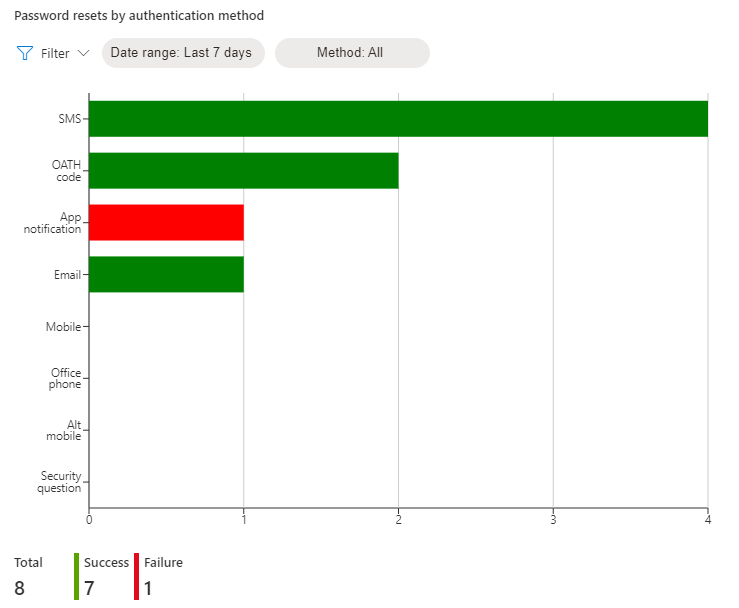 Password resets by authentication method
Filter
Date range: Last 7 days
Method: All
SMS
OATH
code
App
notification
Email
Mobile
Office
phone
Alt
mobile
Security
question
0 1 2 3 4
Total Success Failure
8 7 1